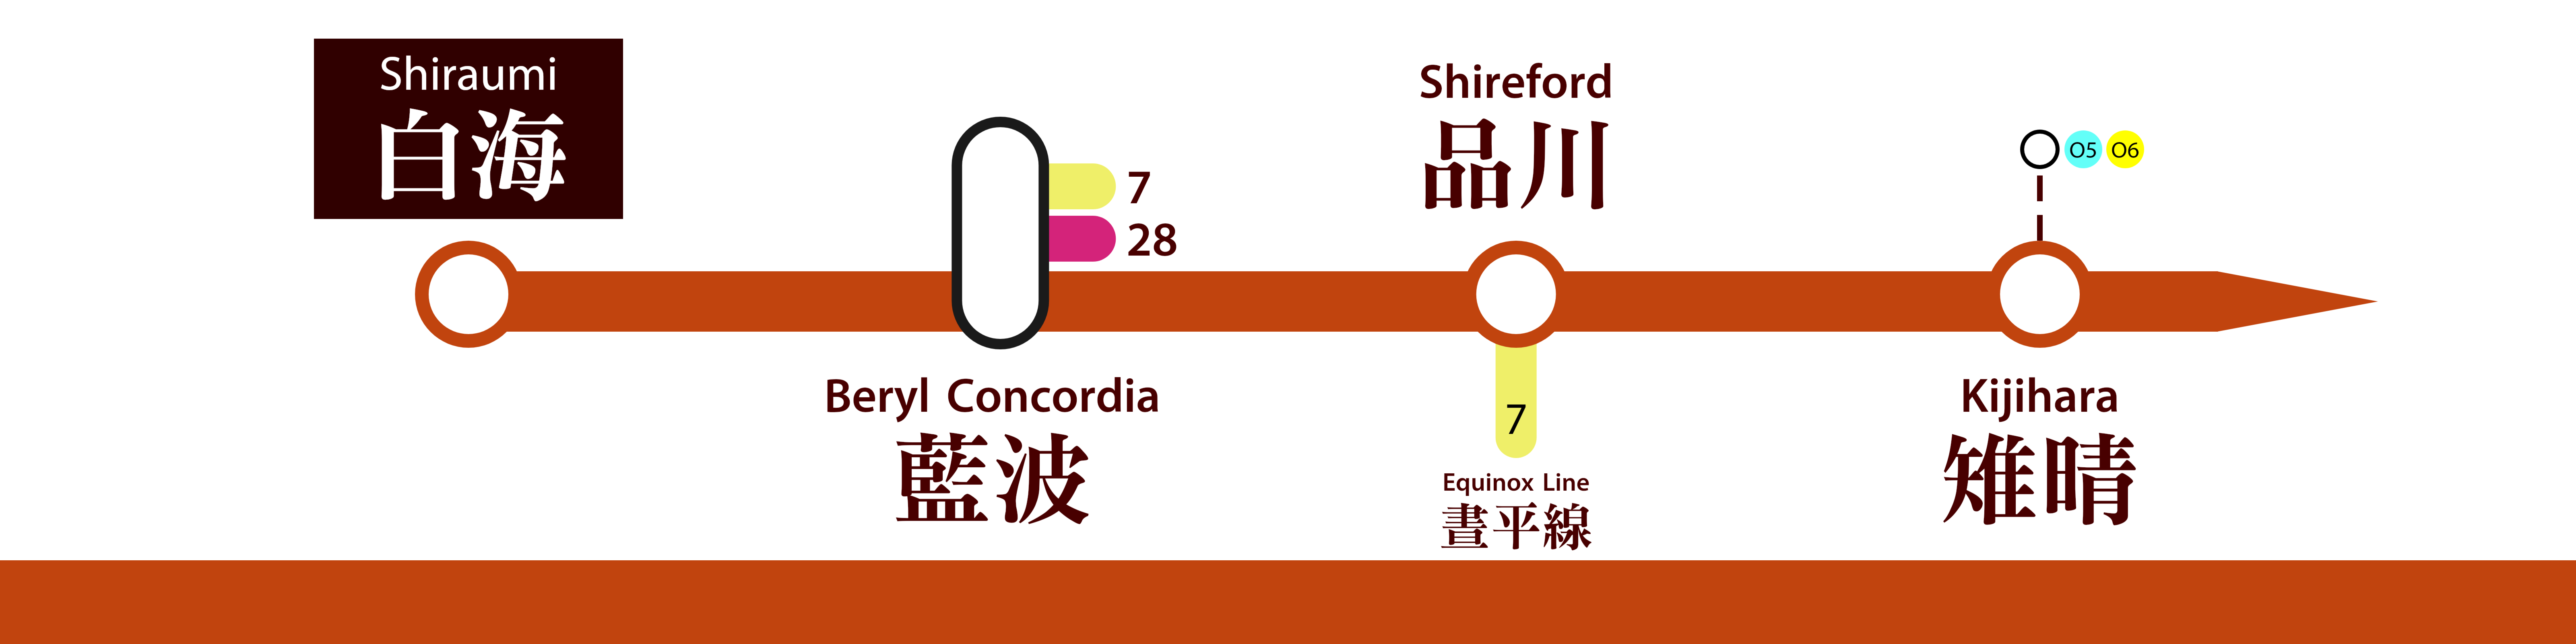 Shiraumi
白海
7
28
Beryl Concordia
藍波
Shireford
品川
7
Equinox Line
晝平線
O5 O6
Kijihara
雉晴